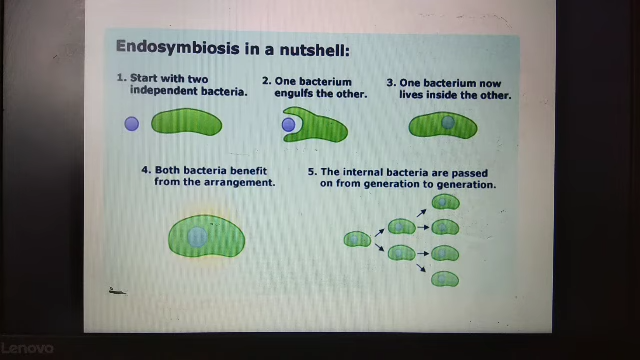 Endosymbiosis in a nutshell:
1. Start with two
independent bacteria.
2. One bacterium
engulfs the other.
3. One bacterium now
lives inside the other.
4. Both bacteria benefit
from the arrangement.
5. The internal bacteria are passed
on from generation to generation.
Lenovo